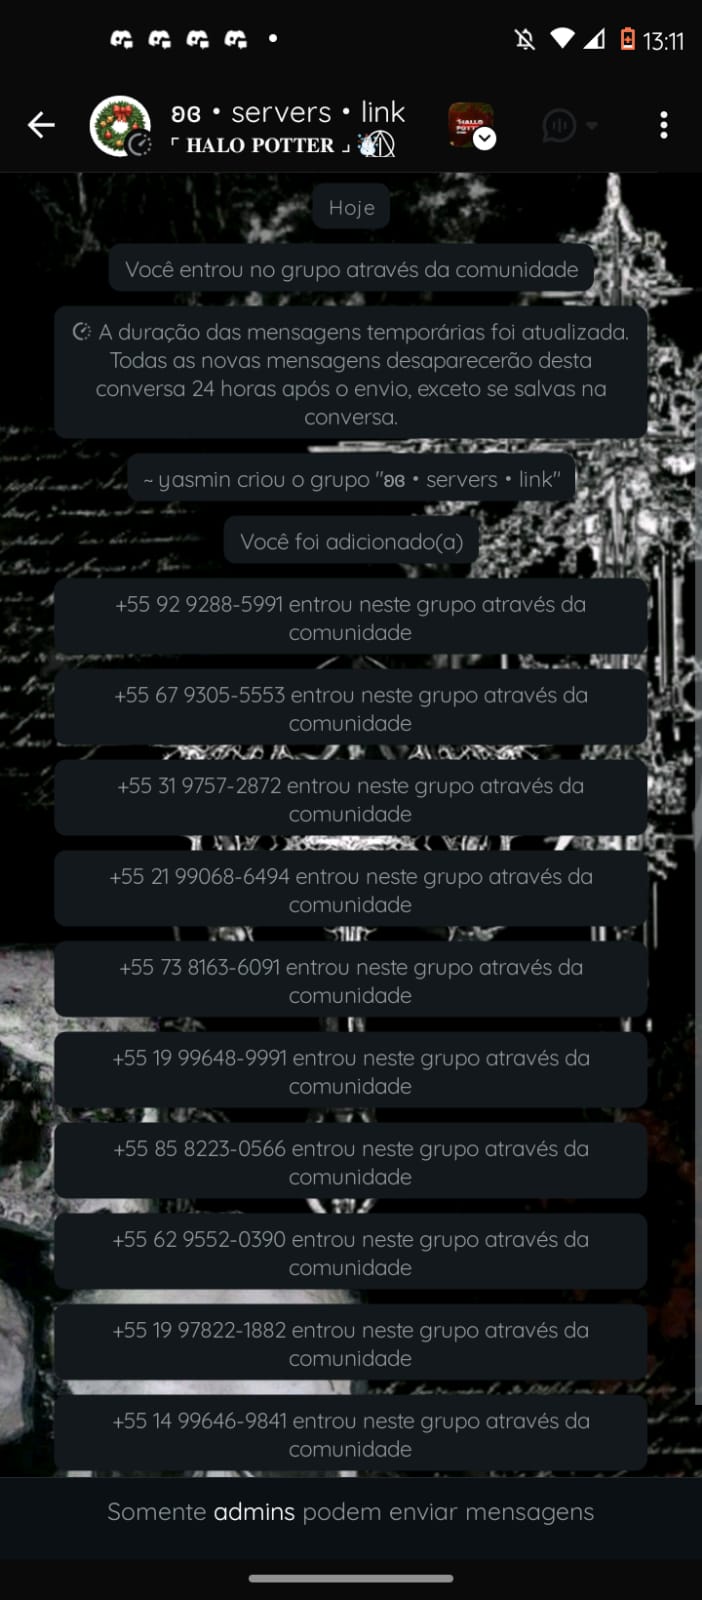 13:11
ʚɞ • servers • link
⌜ 𝐇𝐀𝐋𝐎 𝐏𝐎𝐓𝐓𝐄𝐑 ⌟
Hoje
Você entrou no grupo através da comunidade
A duração das mensagens temporárias foi atualizada.
Todas as novas mensagens desaparecerão desta
conversa 24 horas após o envio, exceto se salvas na
conversa.
~ yasmin criou o grupo "ʚɞ • servers • link"
Você foi adicionado(a)
+55 92 9288-5991 entrou neste grupo através da
comunidade
+55 67 9305-5553 entrou neste grupo através da
comunidade
+55 31 9757-2872 entrou neste grupo através da
comunidade
+55 21 99068-6494 entrou neste grupo através da
comunidade
+55 73 8163-6091 entrou neste grupo através da
comunidade
+55 19 99648-9991 entrou neste grupo através da
comunidade
+55 85 8223-0566 entrou neste grupo através da
comunidade
+55 62 9552-0390 entrou neste grupo através da
comunidade
+55 19 97822-1882 entrou neste grupo através da
comunidade
+55 14 99646-9841 entrou neste grupo através da
comunidade
Somente admins podem enviar mensagens